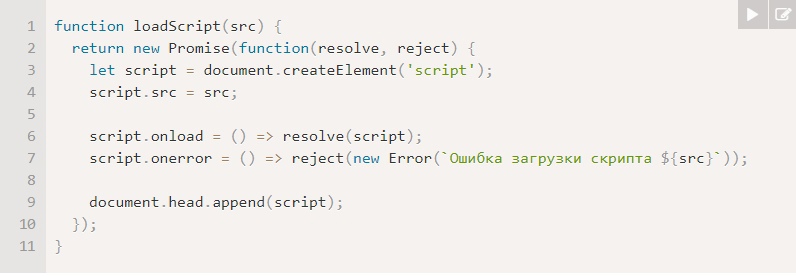 1 function loadScript(src) {
2   return new Promise(function(resolve, reject) {
3     let script = document.createElement('script');
4     script.src = src;
5
6     script.onload = () => resolve(script);
7     script.onerror = () => reject(new Error(`Ошибка загрузки скрипта ${src}`));
8
9     document.head.append(script);
10   });
11 }